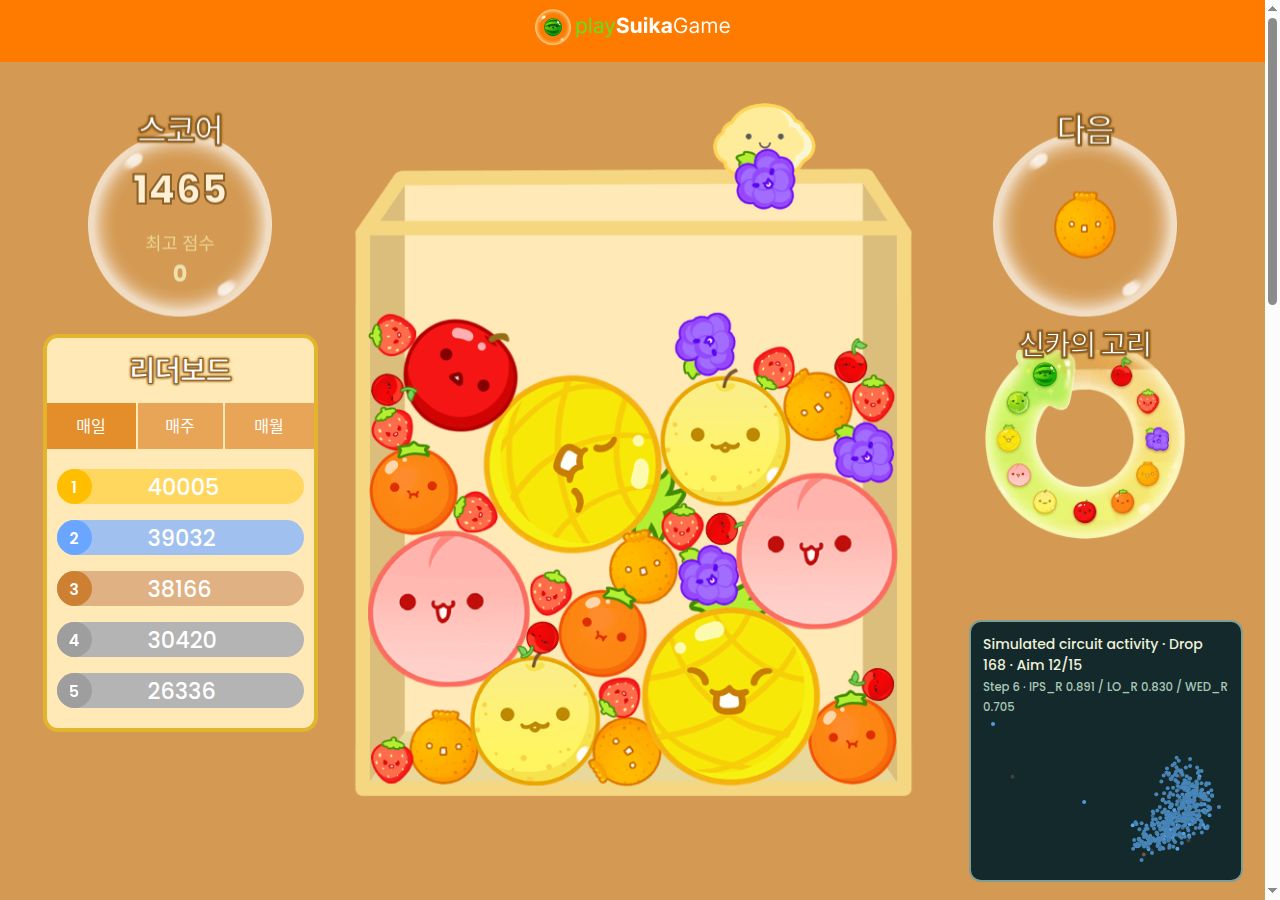 playSuikaGame
스코어
1465
최고 점수
0
다음
리더보드
매일 매주 매월
1 40005
2 39032
3 38166
4 30420
5 26336
신카의 고리
Simulated circuit activity · Drop
168 · Aim 12/15
Step 6 · IPS_R 0.891 / LO_R 0.830 / WED_R
0.705